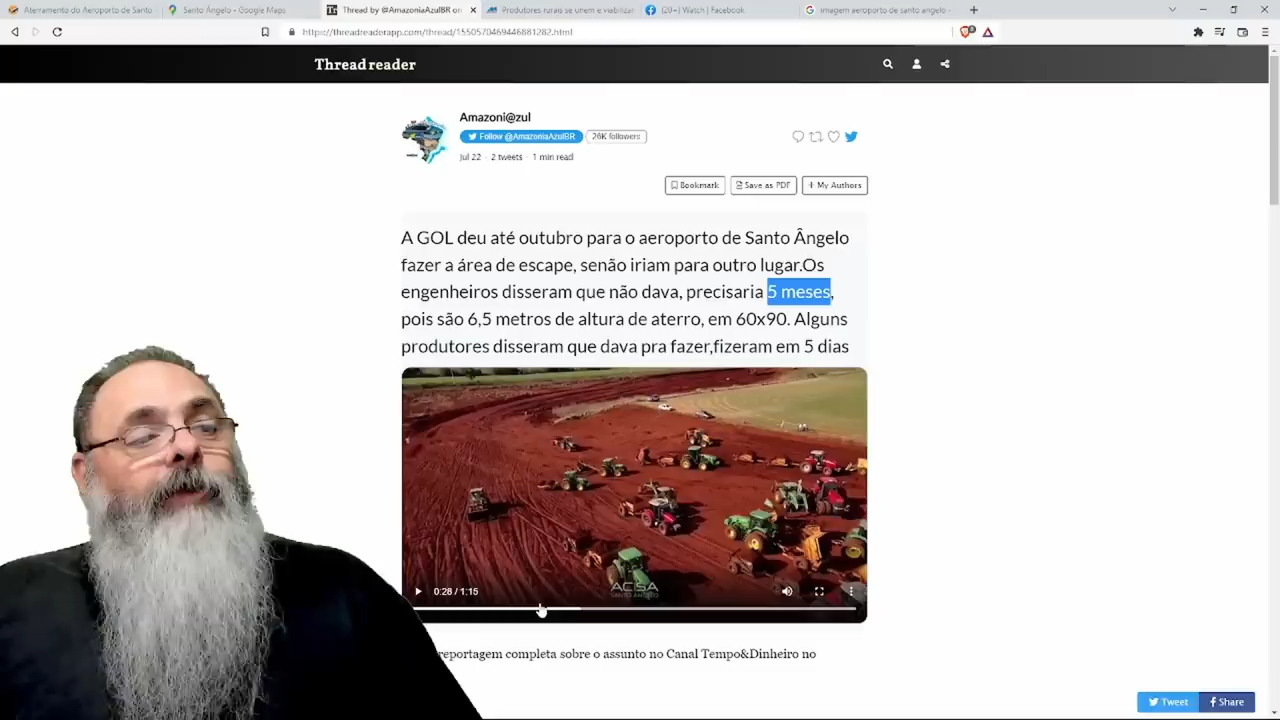 Aterramento do Aeroporto de Santo
Santo Ângelo - Google Maps
Thread by @AmazoniaAzulBR on
Produtores rurais se unem e viabilizar
(20+) Watch | Facebook
imagem aeroporto de santo angelo -
https://threadreaderapp.com/thread/1550570469446881282.html
Thread reader
Amazoni@zul
Follow @AmazoniaAzulBR
26K followers
Jul 22 · 2 tweets · 1 min read
Bookmark
Save as PDF
+ My Authors
A GOL deu até outubro para o aeroporto de Santo Ângelo
fazer a área de escape, senão iriam para outro lugar.Os
engenheiros disseram que não dava, precisaria 5 meses,
pois são 6,5 metros de altura de aterro, em 60x90. Alguns
produtores disseram que dava pra fazer,fizeram em 5 dias
ACISA
SANTO ÂNGELO
0:28 / 1:15
reportagem completa sobre o assunto no Canal Tempo&Dinheiro no
Tweet
Share